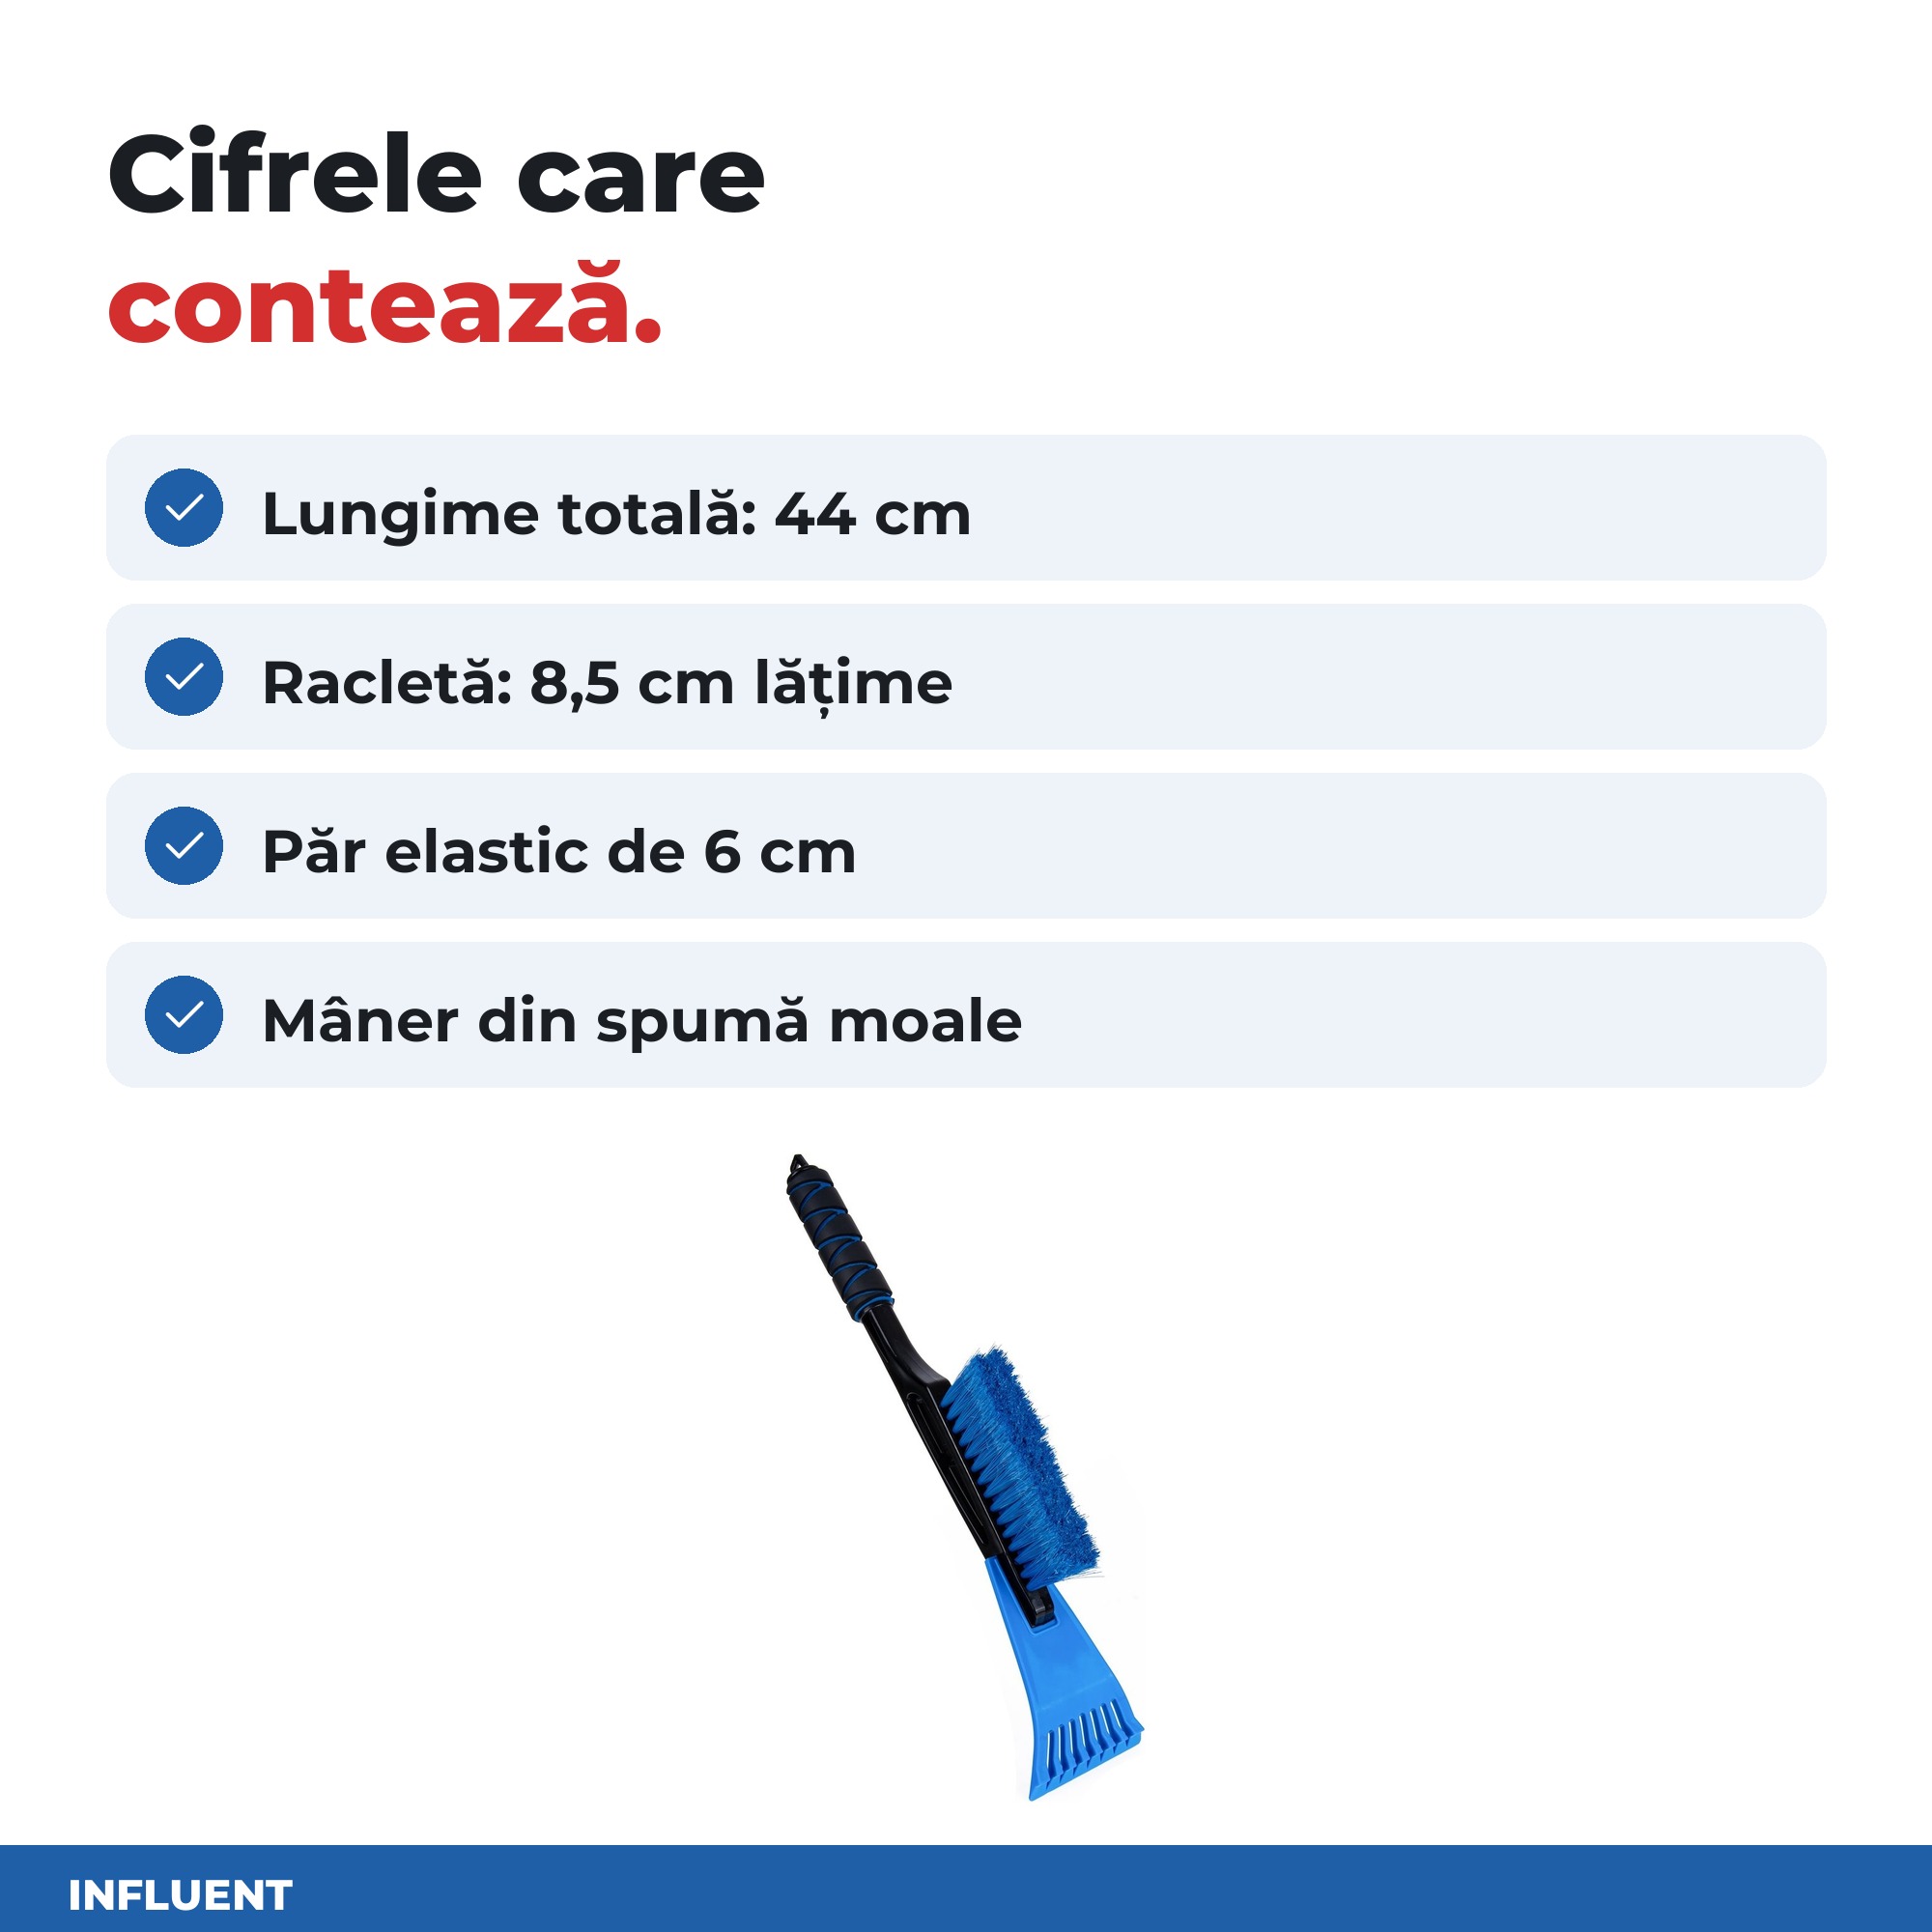 Cifrele care
contează.
Lungime totală: 44 cm
Racletă: 8,5 cm lățime
Păr elastic de 6 cm
Mâner din spumă moale
INFLUENT